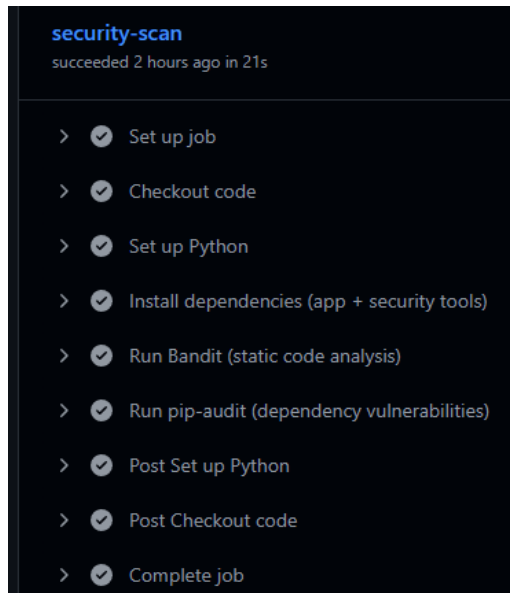 security-scan
succeeded 2 hours ago in 21s
Set up job
Checkout code
Set up Python
Install dependencies (app + security tools)
Run Bandit (static code analysis)
Run pip-audit (dependency vulnerabilities)
Post Set up Python
Post Checkout code
Complete job